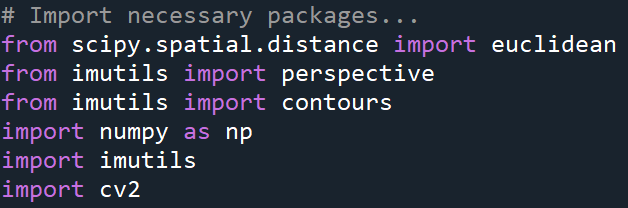 # Import necessary packages...
from scipy.spatial.distance import euclidean
from imutils import perspective
from imutils import contours
import numpy as np
import imutils
import cv2